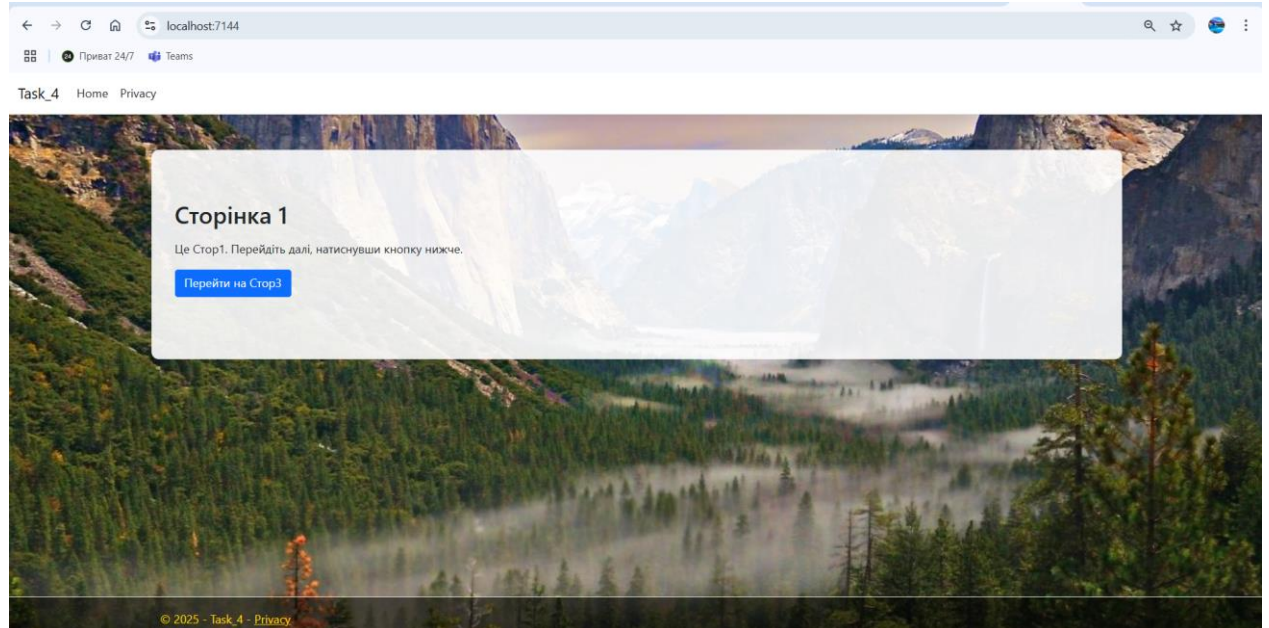 localhost:7144
24 Приват 24/7 Teams
Task_4 Home Privacy
Сторінка 1
Це Стор1. Перейдіть далі, натиснувши кнопку нижче.
Перейти на Стор3
© 2025 - Task_4 - Privacy